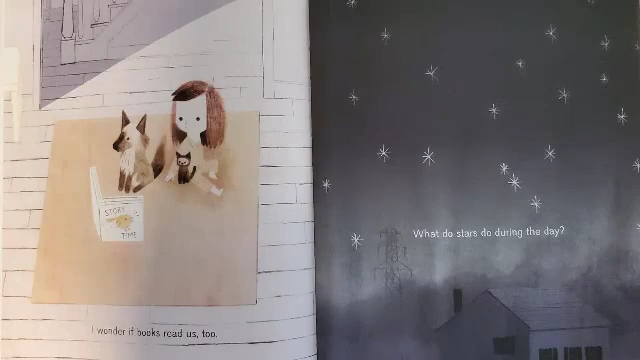 STORY
TIME
I wonder if books read us, too.
What do stars do during the day?